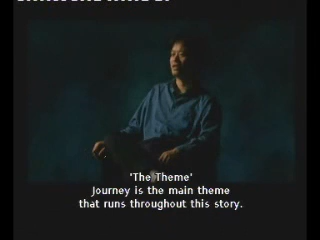 'The Theme'
Journey is the main theme
that runs throughout this story.